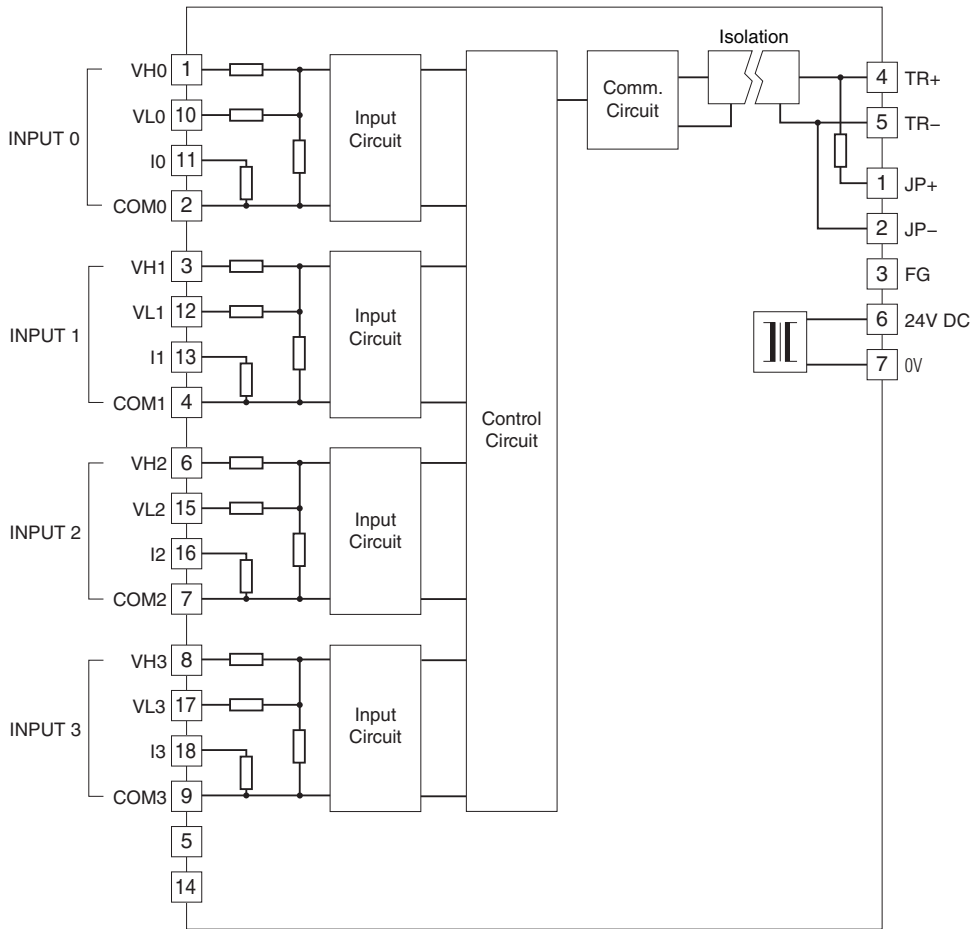 Isolation
VH0 1
VL0 10
I0 11
COM0 2
INPUT 0
Input
Circuit
VH1 3
VL1 12
I1 13
COM1 4
INPUT 1
Input
Circuit
VH2 6
VL2 15
I2 16
COM2 7
INPUT 2
Input
Circuit
VH3 8
VL3 17
I3 18
COM3 9
INPUT 3
Input
Circuit
5
14
Control
Circuit
Comm.
Circuit
4 TR+
5 TR−
1 JP+
2 JP−
3 FG
6 24V DC
7 0V